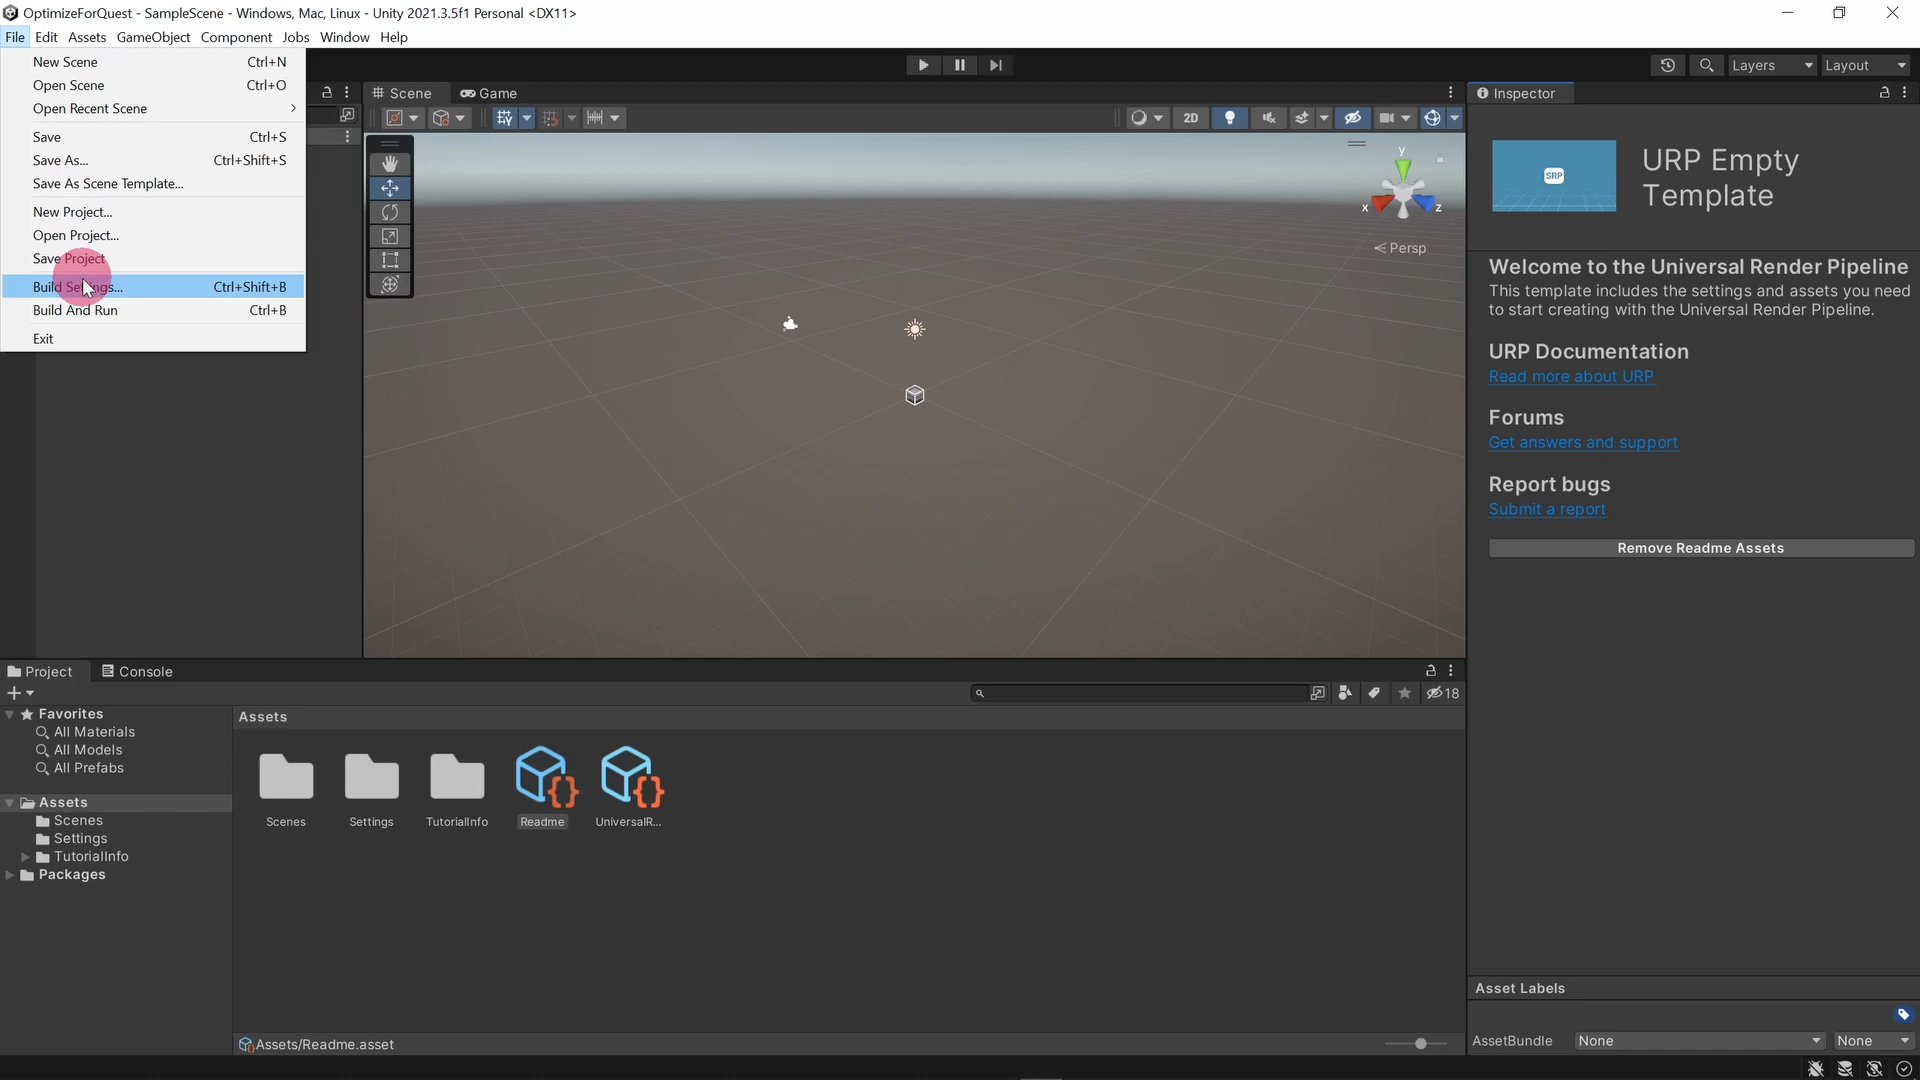 OptimizeForQuest - SampleScene - Windows, Mac, Linux - Unity 2021.3.5f1 Personal <DX11>
File Edit Assets GameObject Component Jobs Window Help
New Scene Ctrl+N
Open Scene Ctrl+O
Open Recent Scene
Save Ctrl+S
Save As... Ctrl+Shift+S
Save As Scene Template...
New Project...
Open Project...
Save Project
Build Settings... Ctrl+Shift+B
Build And Run Ctrl+B
Exit
Layers Layout
Scene Game
2D
y
x z
Persp
Inspector
SRP
URP Empty
Template
Welcome to the Universal Render Pipeline
This template includes the settings and assets you need
to start creating with the Universal Render Pipeline.
URP Documentation
Read more about URP
Forums
Get answers and support
Report bugs
Submit a report
Remove Readme Assets
Project Console
18
Favorites
All Materials
All Models
All Prefabs
Assets
Scenes
Settings
TutorialInfo
Packages
Assets
Scenes Settings TutorialInfo Readme UniversalR...
Assets/Readme.asset
Asset Labels
AssetBundle None None